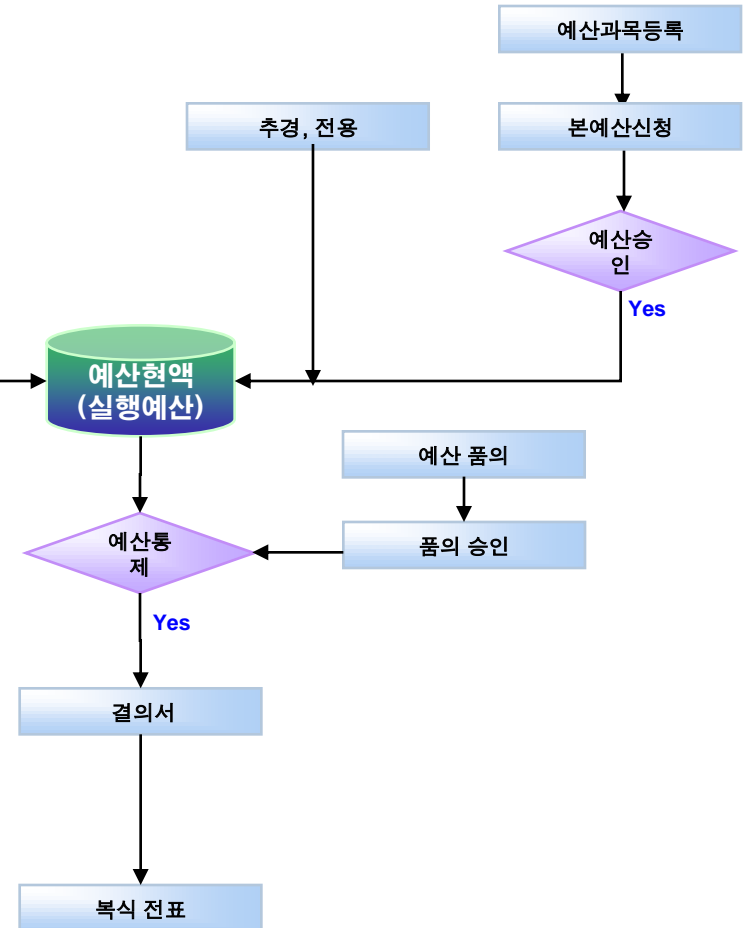 예산과목등록
추경, 전용
본예산신청
예산승
인
Yes
예산현액
(실행예산)
예산 품의
예산통
제
품의 승인
Yes
결의서
복식 전표